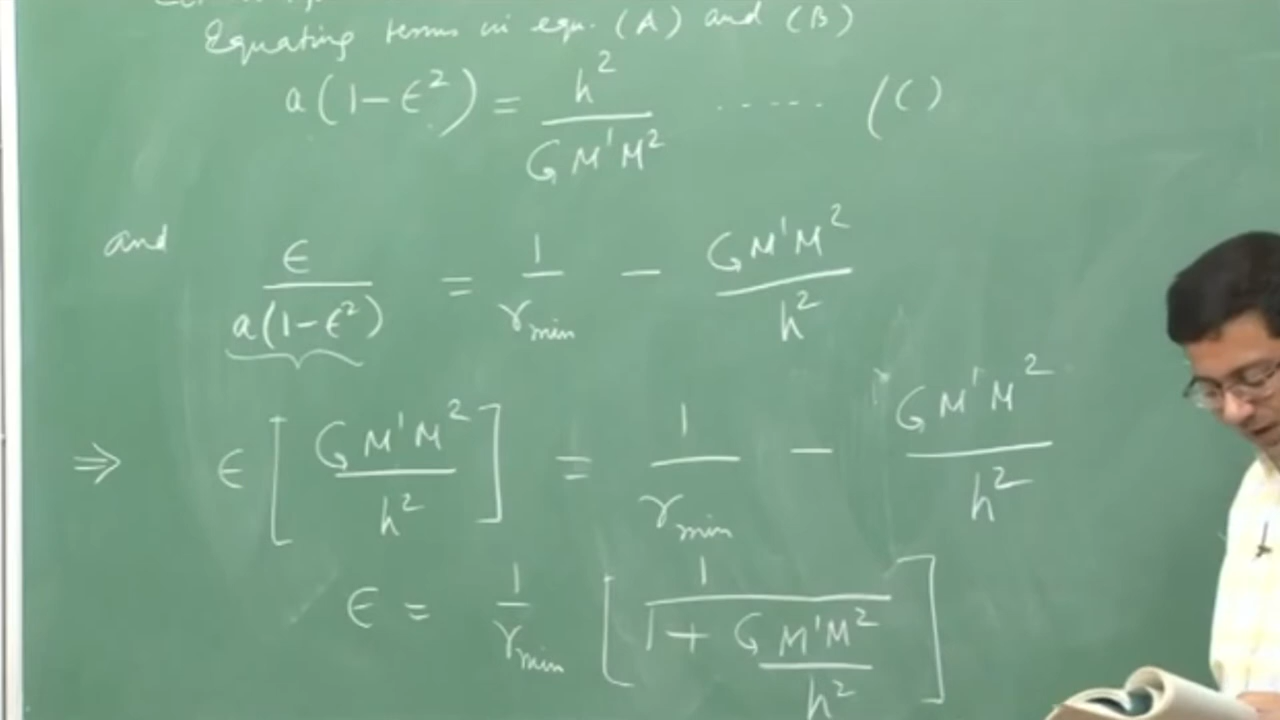 Equating terms in equ. (A) and (B)
a(1-ϵ²) = h² / GM'M² ...... (C)
and ϵ / a(1-ϵ²) = 1 / r_min - GM'M² / h²
⇒ ϵ [ GM'M² / h² ] = 1 / r_min - GM'M² / h²
ϵ = 1 / r_min [ 1 / 1 + GM'M² / h² ]